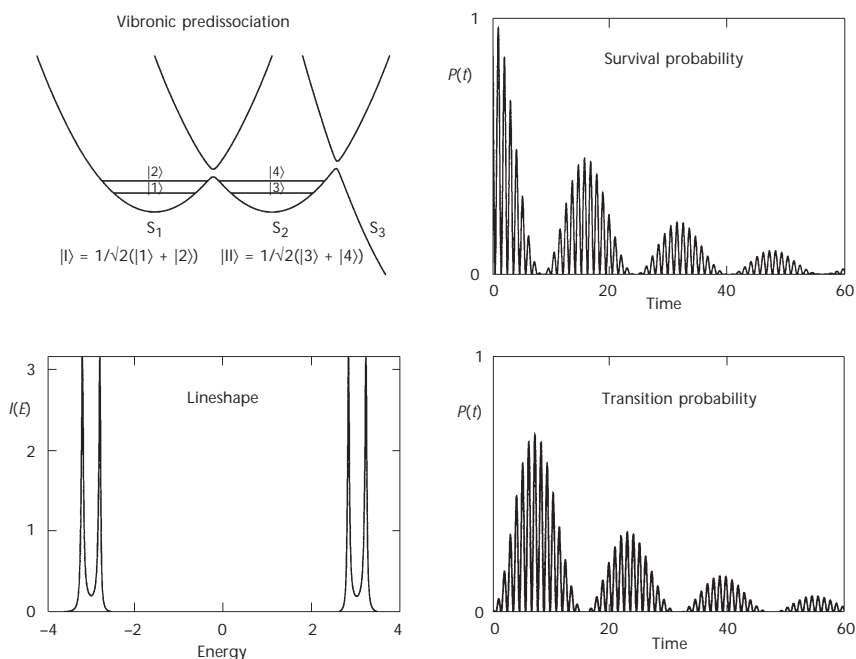 Vibronic predissociation
|2⟩
|4⟩
|1⟩
|3⟩
S₁
S₂
S₃
|I⟩ = 1/√2(|1⟩ + |2⟩)
|II⟩ = 1/√2(|3⟩ + |4⟩)
1
P(t)
Survival probability
0
0
20
40
60
Time
3
I(E)
Lineshape
2
1
0
−4
−2
0
2
4
Energy
1
P(t)
Transition probability
0
0
20
40
60
Time